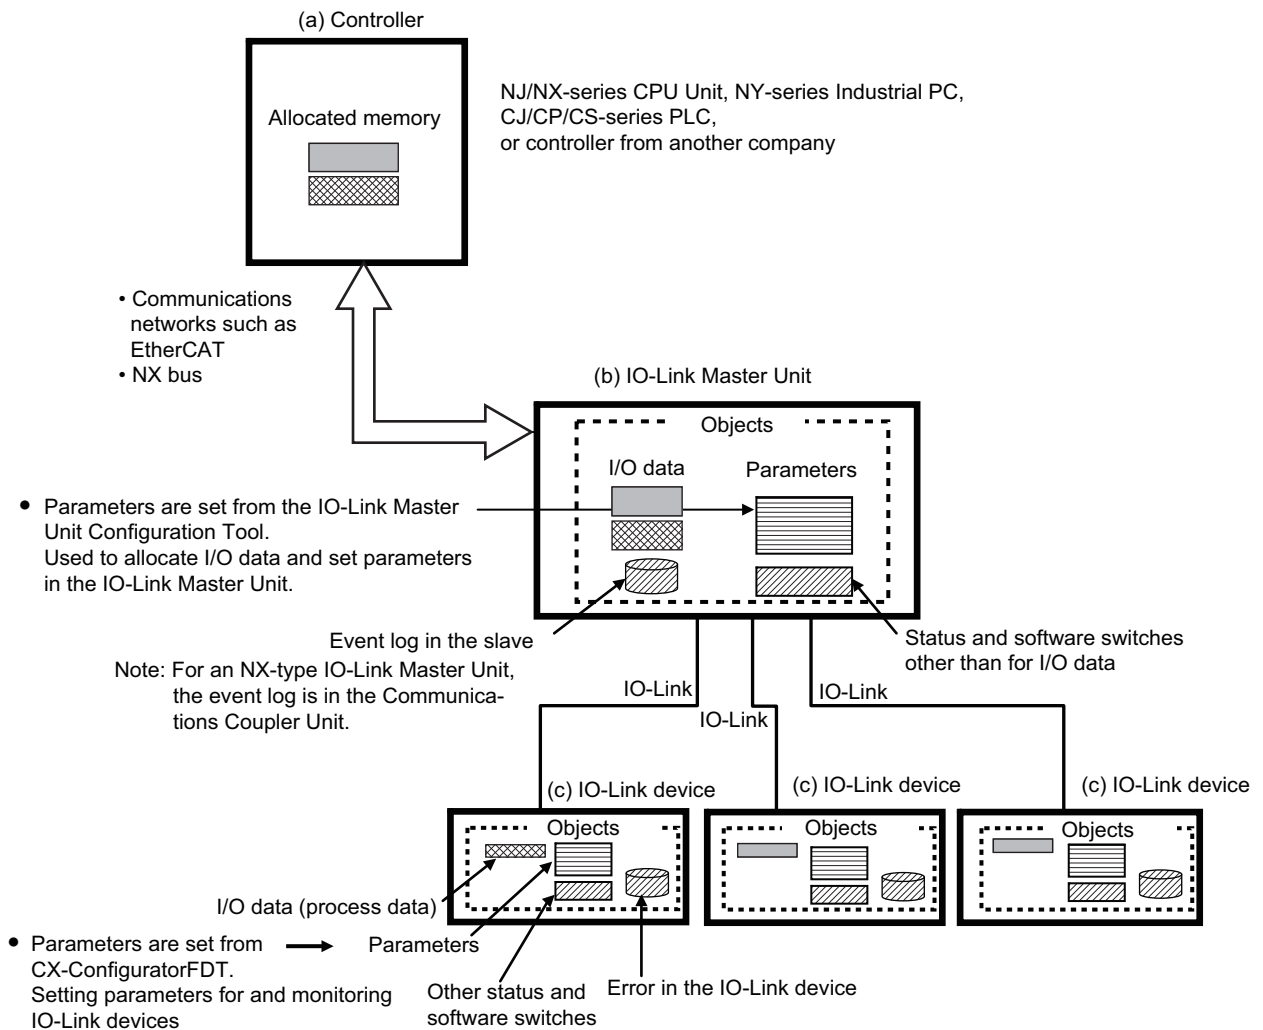 (a) Controller
Allocated memory
NJ/NX-series CPU Unit, NY-series Industrial PC,
CJ/CP/CS-series PLC,
or controller from another company
• Communications
networks such as
EtherCAT
• NX bus
(b) IO-Link Master Unit
Objects
I/O data
Parameters
● Parameters are set from the IO-Link Master
Unit Configuration Tool.
Used to allocate I/O data and set parameters
in the IO-Link Master Unit.
Event log in the slave
Note: For an NX-type IO-Link Master Unit,
the event log is in the Communica-
tions Coupler Unit.
Status and software switches
other than for I/O data
IO-Link
IO-Link
IO-Link
(c) IO-Link device
(c) IO-Link device
(c) IO-Link device
Objects
Objects
Objects
I/O data (process data)
● Parameters are set from
CX-ConfiguratorFDT.
Setting parameters for and monitoring
IO-Link devices
Parameters
Other status and
software switches
Error in the IO-Link device